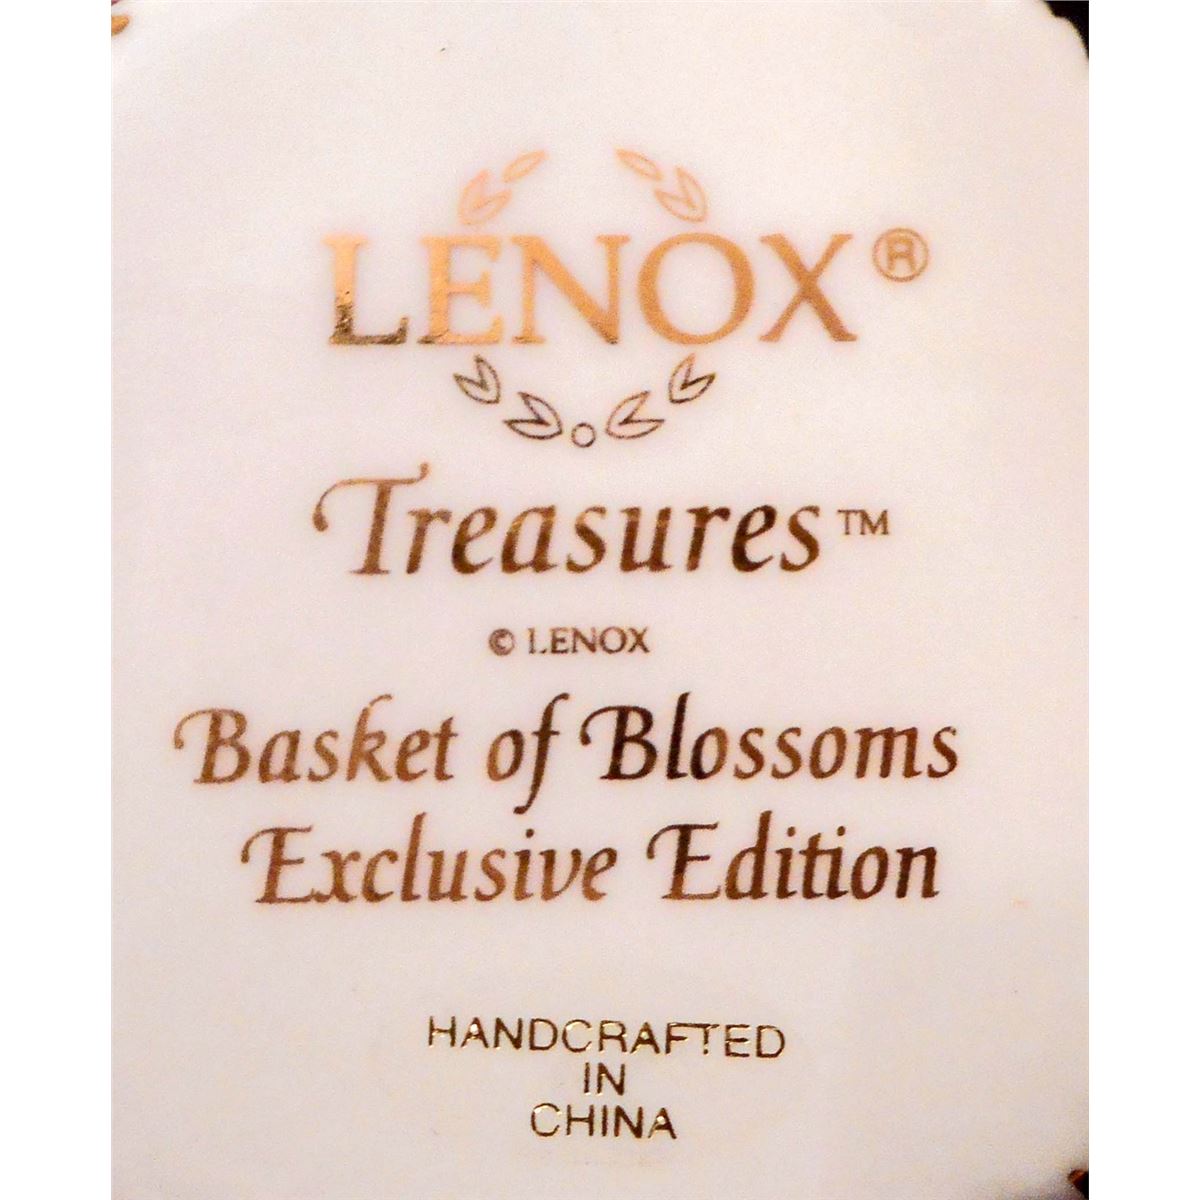 LENOX®
Treasures™
© LENOX
Basket of Blossoms
Exclusive Edition
HANDCRAFTED
IN
CHINA